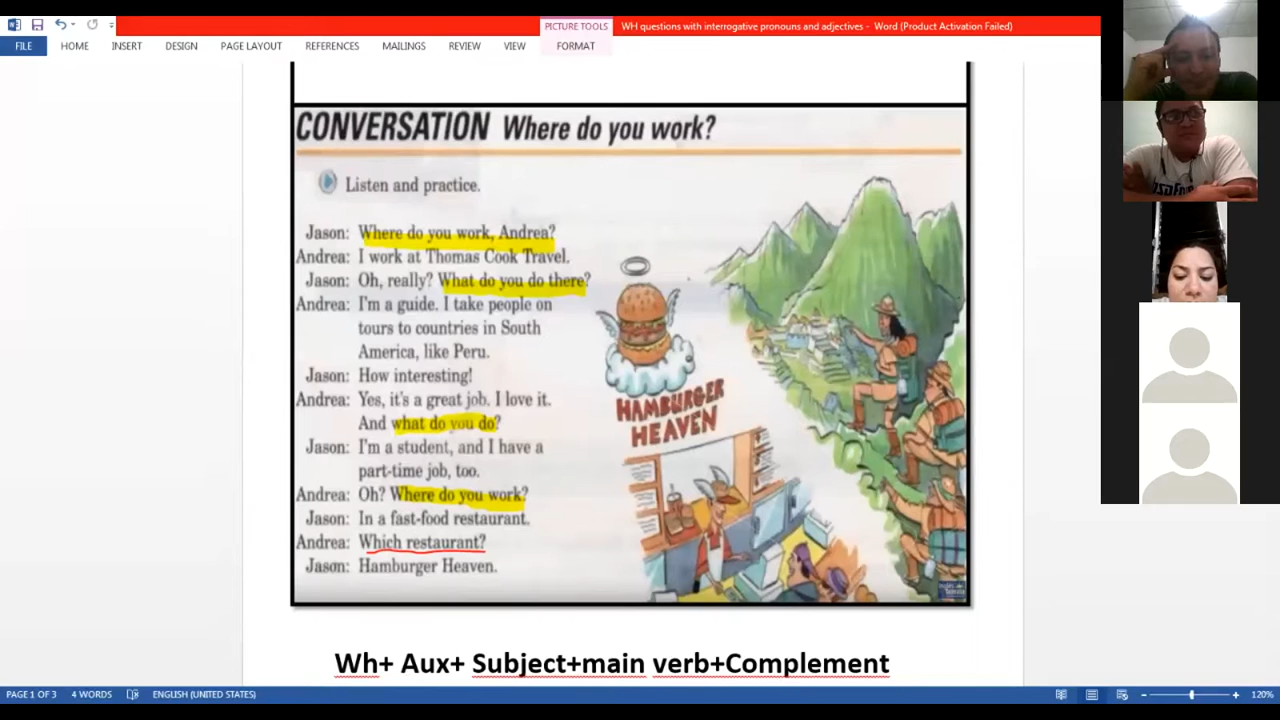 PICTURE TOOLS
WH questions with interrogative pronouns and adjectives - Word (Product Activation Failed)
FILE HOME INSERT DESIGN PAGE LAYOUT REFERENCES MAILINGS REVIEW VIEW FORMAT
CONVERSATION Where do you work?
Listen and practice.
Jason: Where do you work, Andrea?
Andrea: I work at Thomas Cook Travel.
Jason: Oh, really? What do you do there?
Andrea: I'm a guide. I take people on
tours to countries in South
America, like Peru.
Jason: How interesting!
Andrea: Yes, it's a great job. I love it.
And what do you do?
Jason: I'm a student, and I have a
part-time job, too.
Andrea: Oh? Where do you work?
Jason: In a fast-food restaurant.
Andrea: Which restaurant?
Jason: Hamburger Heaven.
HAMBURGER
HEAVEN
Wh+ Aux+ Subject+main verb+Complement
PAGE 1 OF 3 4 WORDS ENGLISH (UNITED STATES) 120%